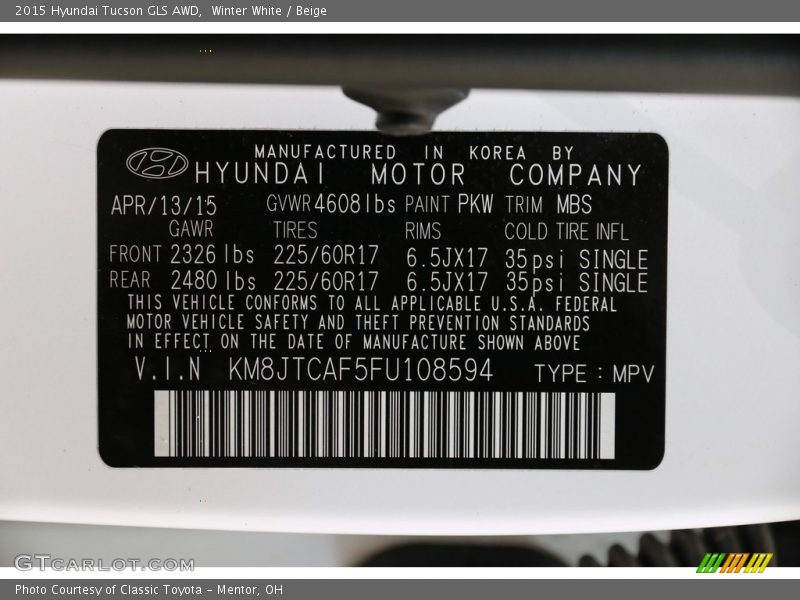 2015 Hyundai Tucson GLS AWD,  Winter White / Beige
MANUFACTURED IN KOREA BY
HYUNDAI MOTOR COMPANY
APR/13/15 GVWR 4608lbs PAINT PKW TRIM MBS
GAWR TIRES RIMS COLD TIRE INFL
FRONT 2326 lbs 225/60R17 6.5JX17 35psi SINGLE
REAR 2480 lbs 225/60R17 6.5JX17 35psi SINGLE
THIS VEHICLE CONFORMS TO ALL APPLICABLE U.S.A. FEDERAL
MOTOR VEHICLE SAFETY AND THEFT PREVENTION STANDARDS
IN EFFECT ON THE DATE OF MANUFACTURE SHOWN ABOVE
V.I.N KM8JTCAF5FU108594 TYPE : MPV
GTCARLOT.COM
Photo Courtesy of Classic Toyota - Mentor, OH